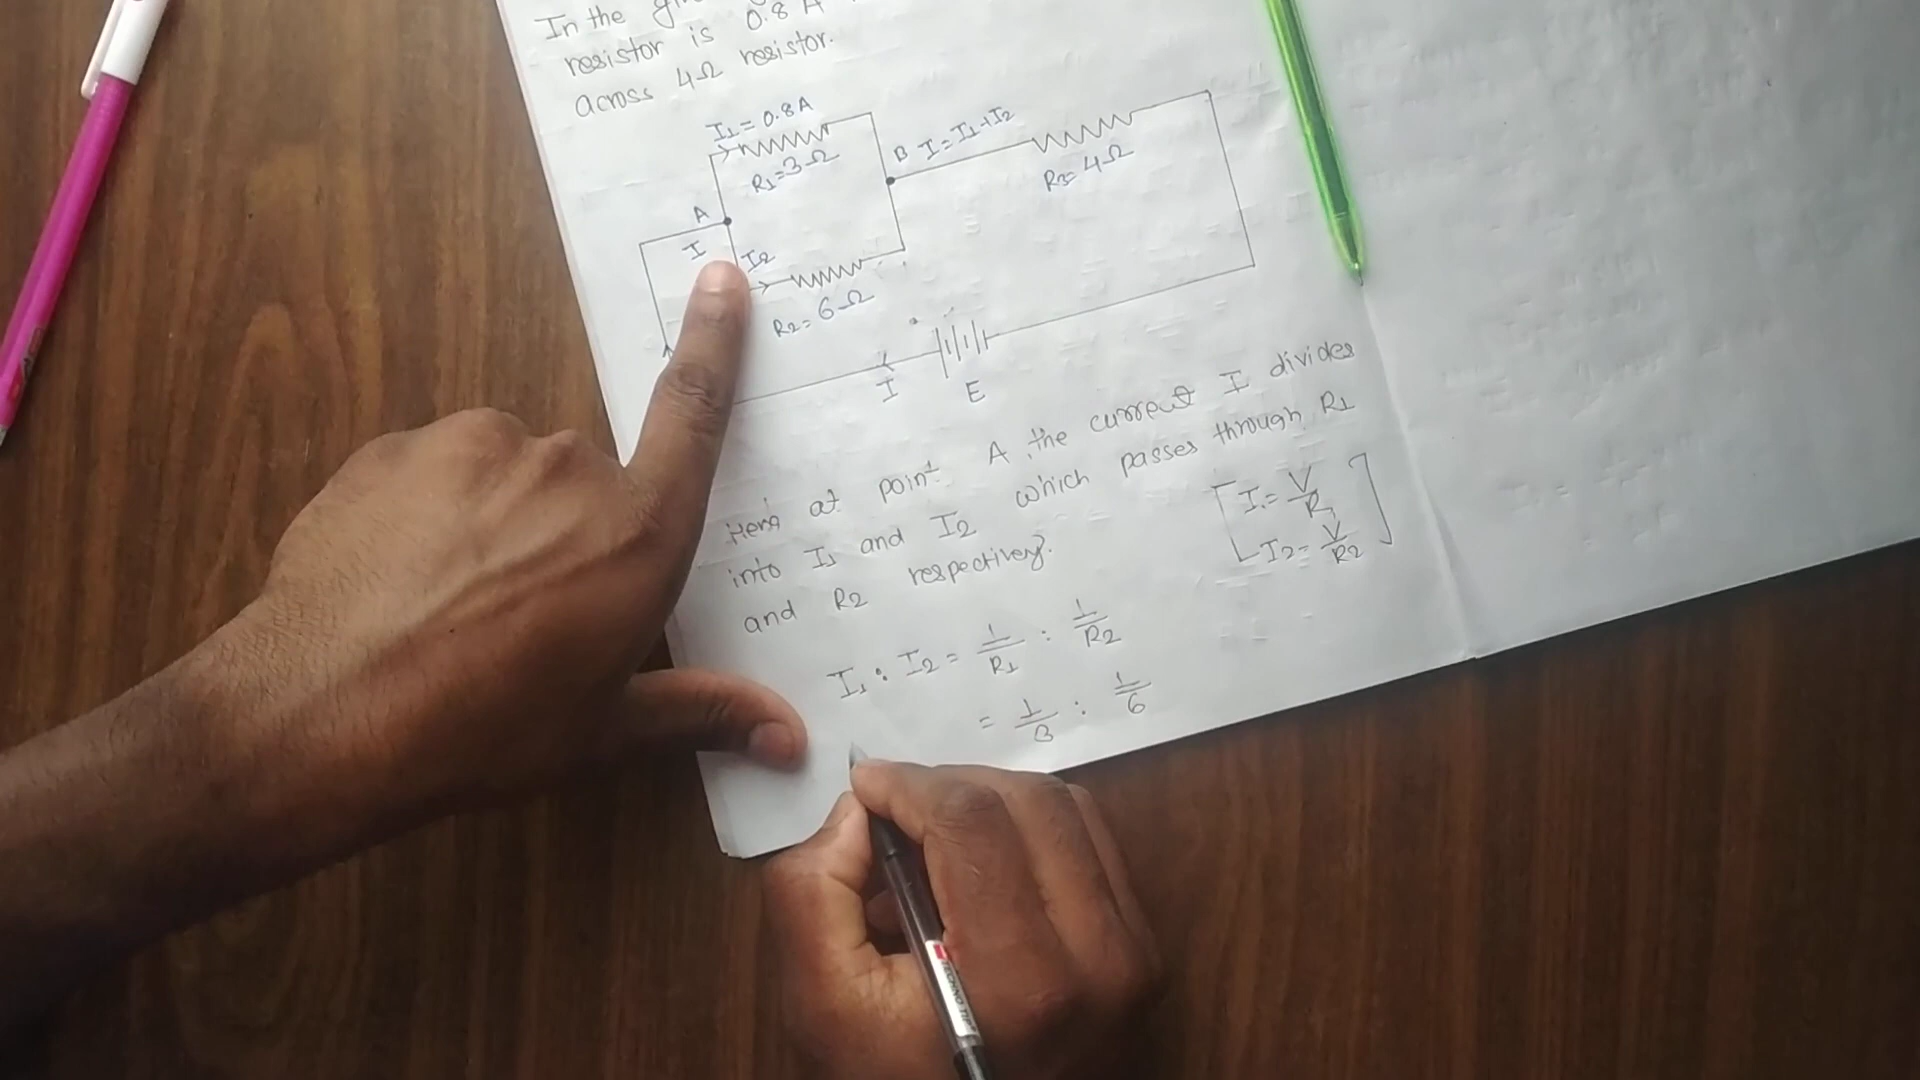 In the
resistor is 0.8 A
across 4Ω resistor.
I1 = 0.8A
R1=3Ω
B I=I1+I2
R3=4Ω
A
I
I2
R2=6Ω
I
E
Here at point A, the current I divides
into I1 and I2 which passes through R1
and R2 respectively.
[I1=V/R1
I2=V/R2]
I1 : I2 = 1/R1 : 1/R2
= 1/3 : 1/6
TECHNO TIP